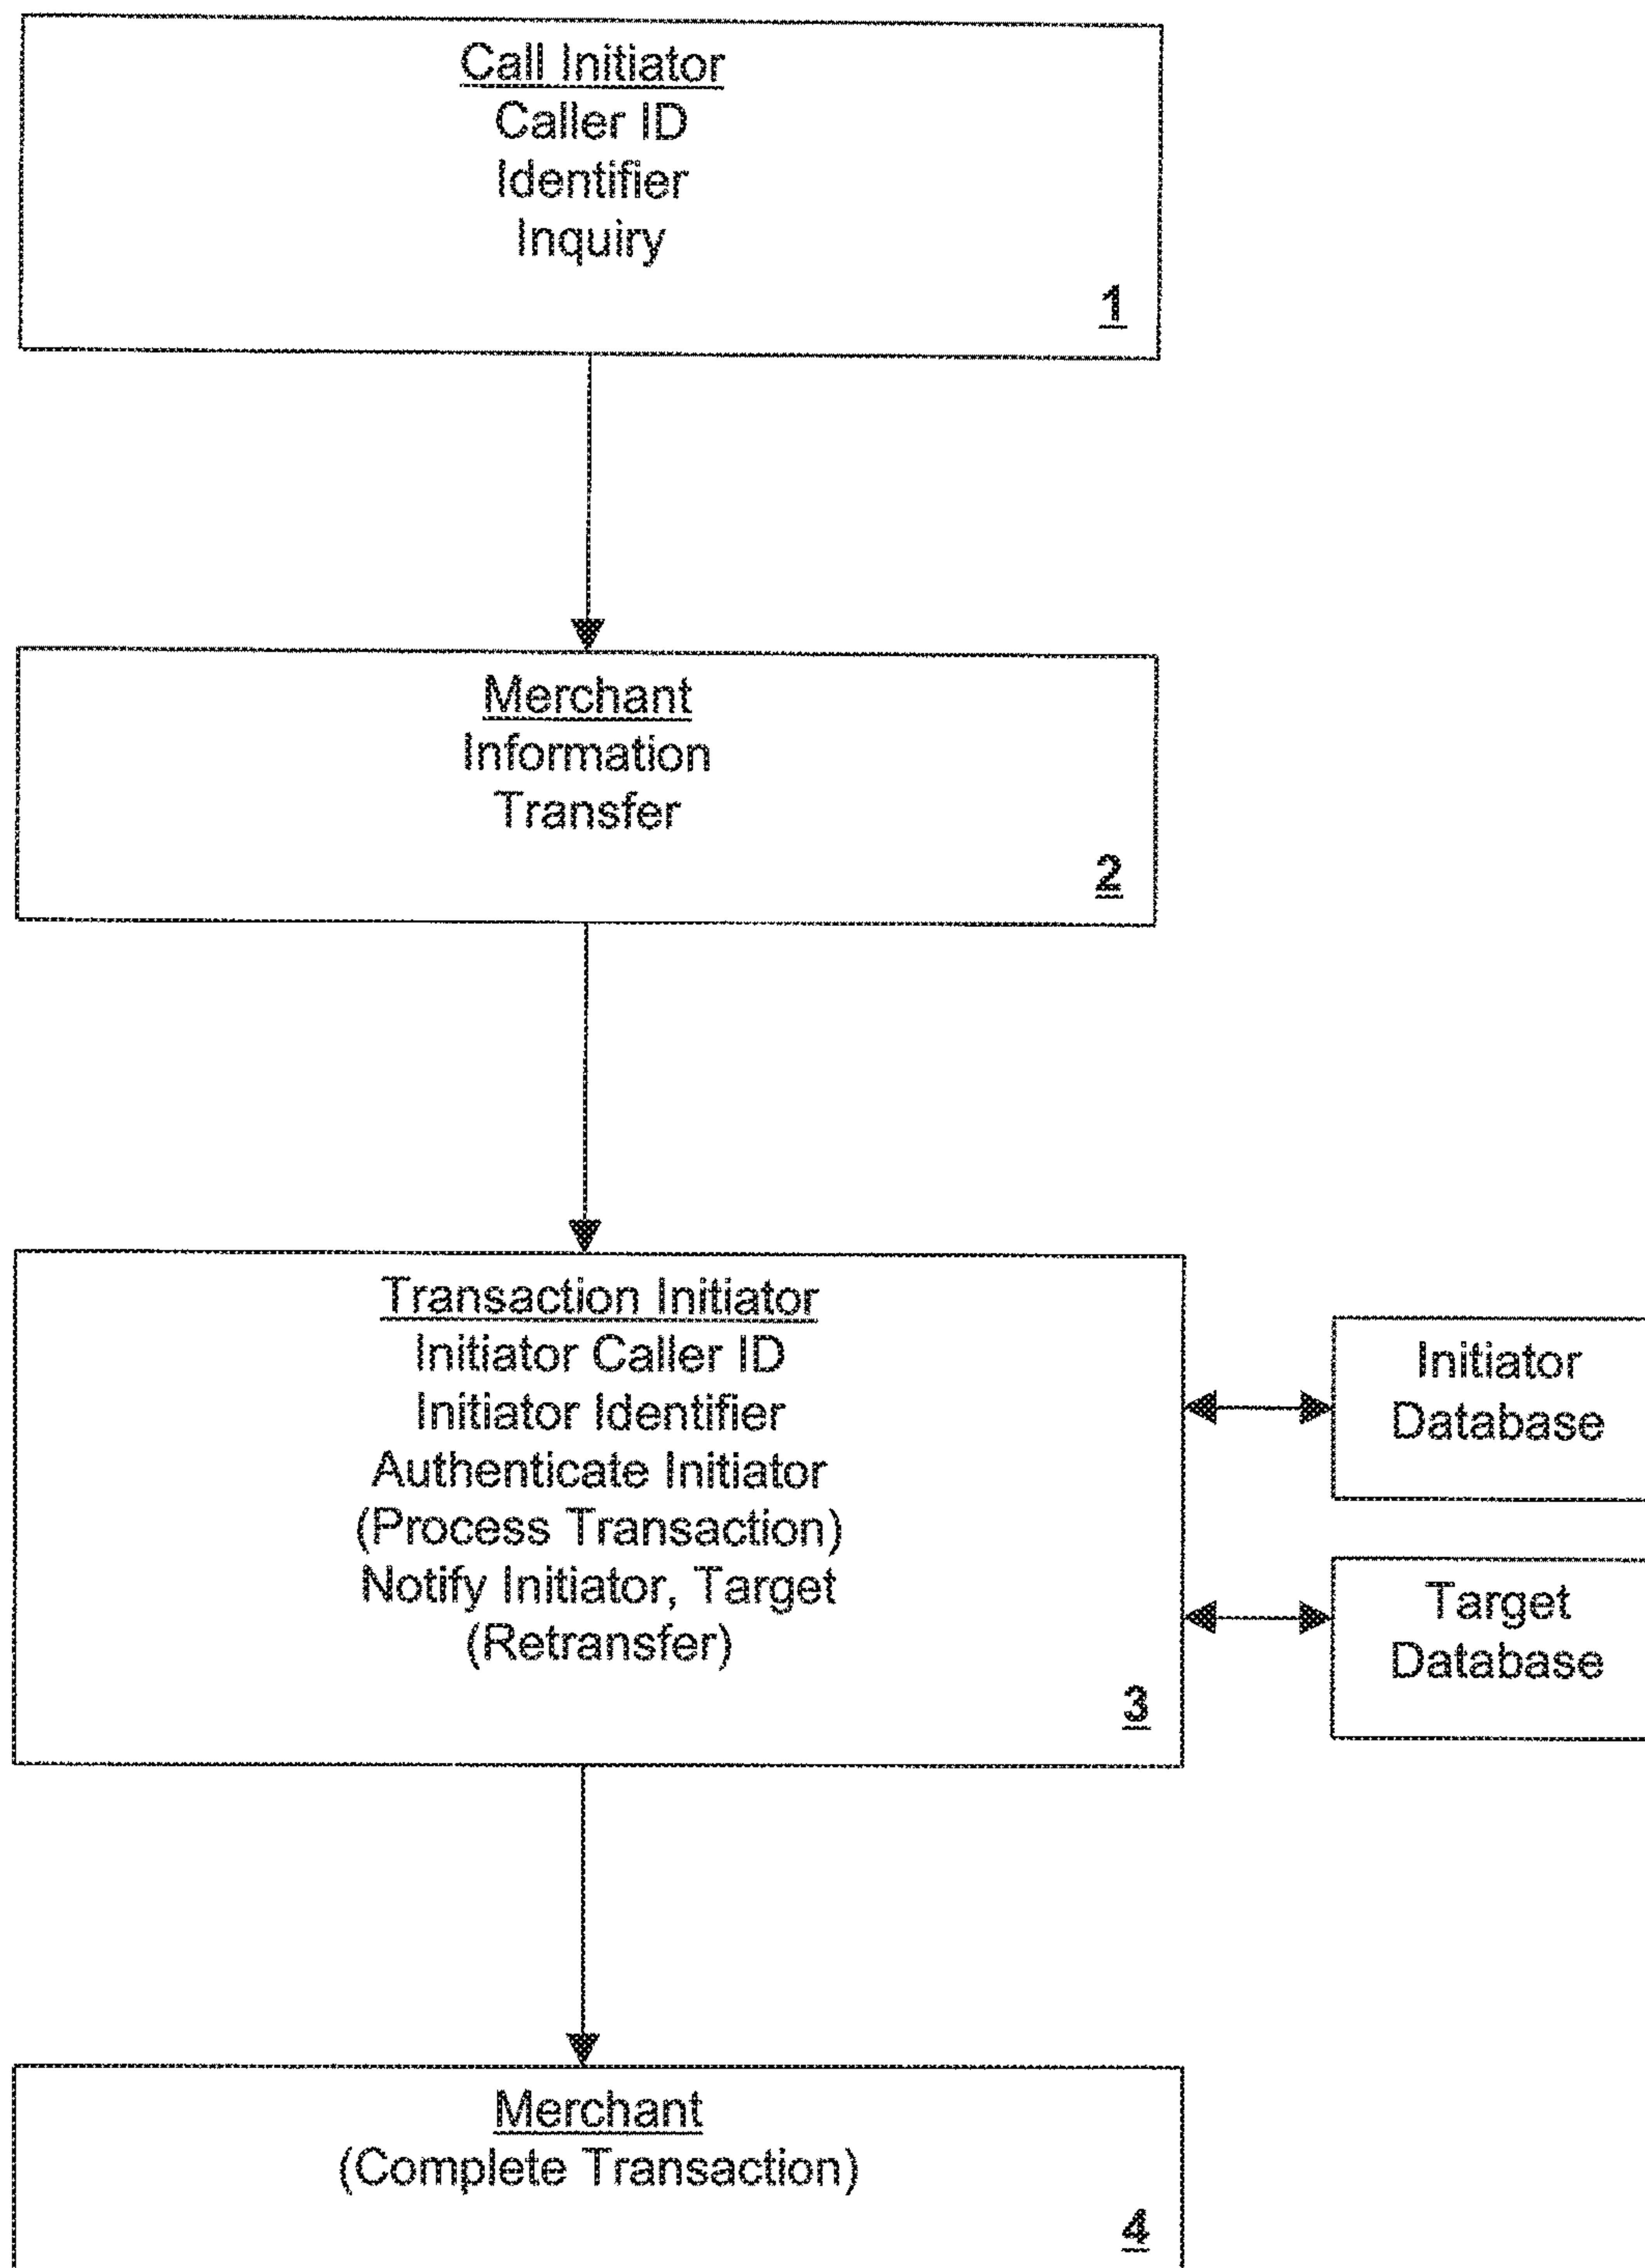 Call Initiator
Caller ID
Identifier
Inquiry
1
Merchant
Information
Transfer
2
Transaction Initiator
Initiator Caller ID
Initiator Identifier
Authenticate Initiator
(Process Transaction)
Notify Initiator, Target
(Retransfer)
3
Initiator
Database
Target
Database
Merchant
(Complete Transaction)
4